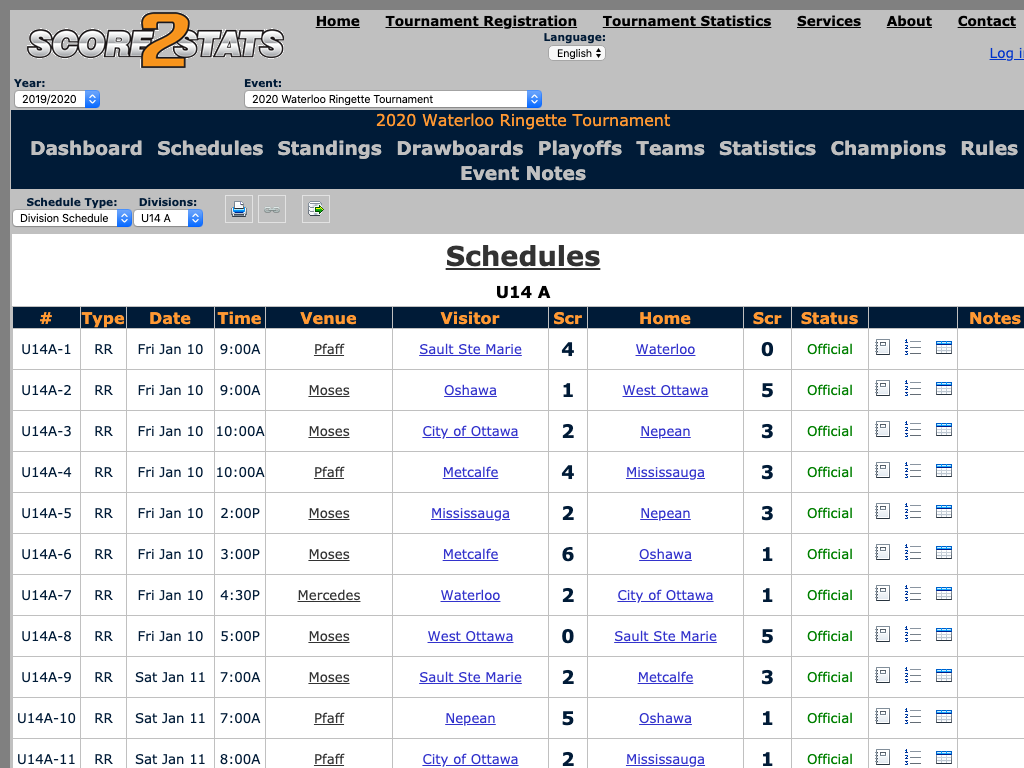 SCORE2STATS
Home Tournament Registration Tournament Statistics Services About Contact
Language:
English
Year: Event:
2019/2020 2020 Waterloo Ringette Tournament
2020 Waterloo Ringette Tournament
Dashboard Schedules Standings Drawboards Playoffs Teams Statistics Champions Rules
Event Notes
Schedule Type: Divisions:
Division Schedule U14 A
Schedules
U14 A
# Type Date Time Venue Visitor Scr Home Scr Status Notes
U14A-1 RR Fri Jan 10 9:00A Pfaff Sault Ste Marie 4 Waterloo 0 Official
U14A-2 RR Fri Jan 10 9:00A Moses Oshawa 1 West Ottawa 5 Official
U14A-3 RR Fri Jan 10 10:00A Moses City of Ottawa 2 Nepean 3 Official
U14A-4 RR Fri Jan 10 10:00A Pfaff Metcalfe 4 Mississauga 3 Official
U14A-5 RR Fri Jan 10 2:00P Moses Mississauga 2 Nepean 3 Official
U14A-6 RR Fri Jan 10 3:00P Moses Metcalfe 6 Oshawa 1 Official
U14A-7 RR Fri Jan 10 4:30P Mercedes Waterloo 2 City of Ottawa 1 Official
U14A-8 RR Fri Jan 10 5:00P Moses West Ottawa 0 Sault Ste Marie 5 Official
U14A-9 RR Sat Jan 11 7:00A Moses Sault Ste Marie 2 Metcalfe 3 Official
U14A-10 RR Sat Jan 11 7:00A Pfaff Nepean 5 Oshawa 1 Official
U14A-11 RR Sat Jan 11 8:00A Pfaff City of Ottawa 2 Mississauga 1 Official